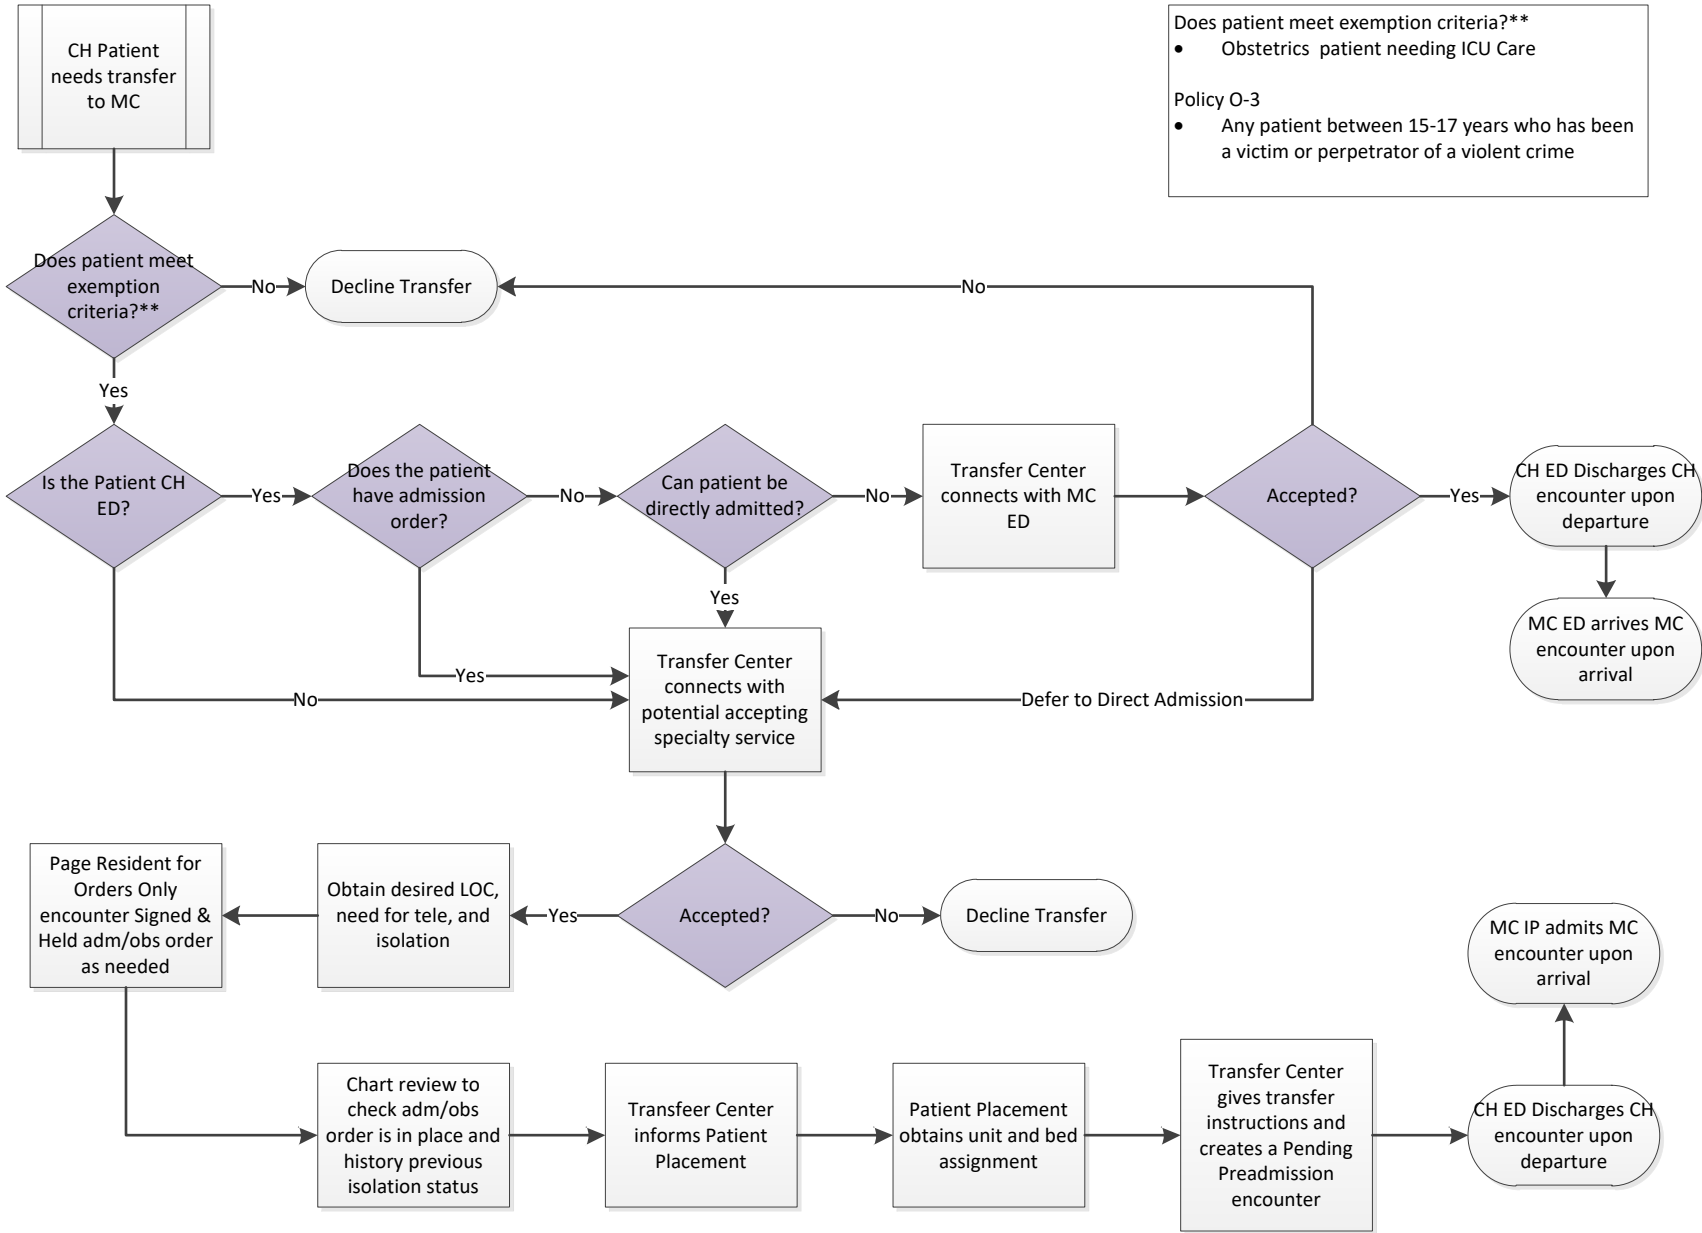 CH Patient
needs transfer
to MC
Does patient meet exemption criteria?**
• Obstetrics patient needing ICU Care
Policy O-3
• Any patient between 15-17 years who has been
a victim or perpetrator of a violent crime
Does patient meet
exemption
criteria?**
No
Decline Transfer
No
Yes
Is the Patient CH
ED?
Yes
Does the patient
have admission
order?
No
Can patient be
directly admitted?
No
Transfer Center
connects with MC
ED
Accepted?
Yes
CH ED Discharges CH
encounter upon
departure
MC ED arrives MC
encounter upon
arrival
Yes
Yes
No
Transfer Center
connects with
potential accepting
specialty service
Defer to Direct Admission
Page Resident for
Orders Only
encounter Signed &
Held adm/obs order
as needed
Obtain desired LOC,
need for tele, and
isolation
Yes
Accepted?
No
Decline Transfer
MC IP admits MC
encounter upon
arrival
Chart review to
check adm/obs
order is in place and
history previous
isolation status
Transfeer Center
informs Patient
Placement
Patient Placement
obtains unit and bed
assignment
Transfer Center
gives transfer
instructions and
creates a Pending
Preadmission
encounter
CH ED Discharges CH
encounter upon
departure